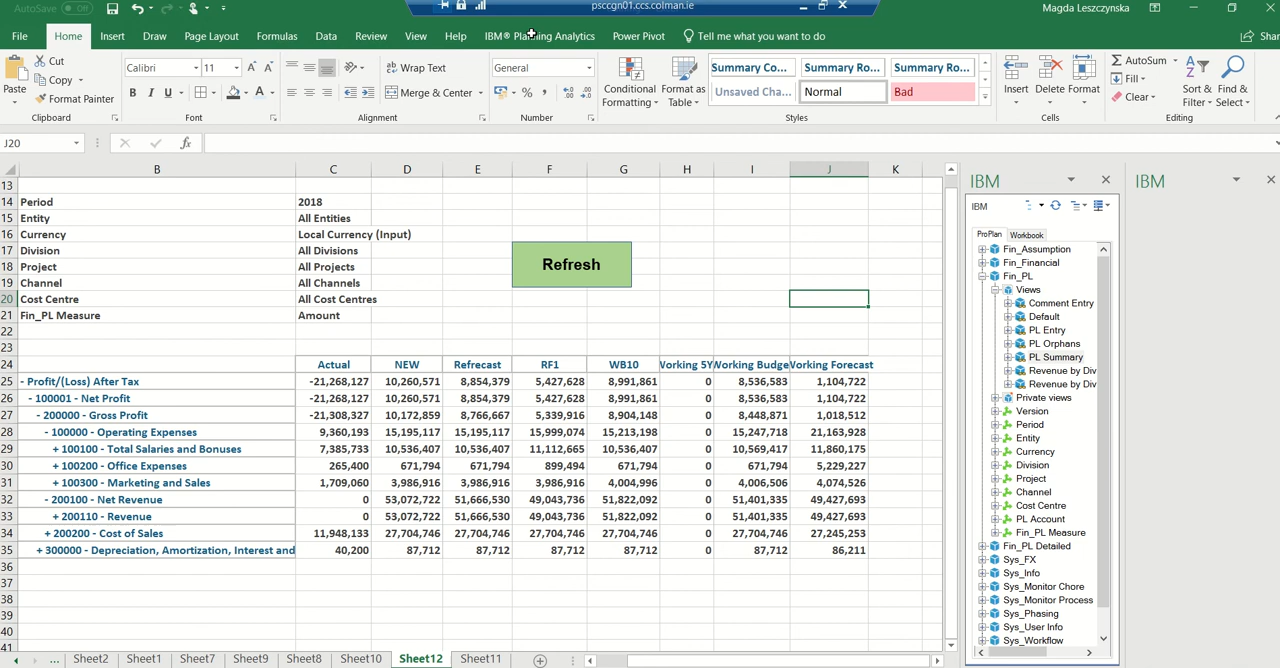 AutoSave Off
psccgn01.ccs.colman.ie
Magda Leszczynska
File Home Insert Draw Page Layout Formulas Data Review View Help IBM® Planning Analytics Power Pivot Tell me what you want to do Shar
Paste
Cut
Copy
Format Painter
Clipboard
Calibri 11
B I U
Font
Wrap Text
Merge & Center
Alignment
General
%
Number
Conditional Formatting
Format as Table
Summary Co... Summary Ro... Summary Ro...
Unsaved Cha... Normal Bad
Styles
Insert Delete Format
Cells
AutoSum
Fill
Clear
Sort & Filter
Find & Select
Editing
J20 fx
B C D E F G H I J K
13
14 Period 2018
15 Entity All Entities
16 Currency Local Currency (Input)
17 Division All Divisions
18 Project All Projects
19 Channel All Channels
20 Cost Centre All Cost Centres
21 Fin_PL Measure Amount
Refresh
22
23
24 Actual NEW Refrecast RF1 WB10 Working 5Y Working Budge Working Forecast
25 - Profit/(Loss) After Tax -21,268,127 10,260,571 8,854,379 5,427,628 8,991,861 0 8,536,583 1,104,722
26 - 100001 - Net Profit -21,268,127 10,260,571 8,854,379 5,427,628 8,991,861 0 8,536,583 1,104,722
27 - 200000 - Gross Profit -21,308,327 10,172,859 8,766,667 5,339,916 8,904,148 0 8,448,871 1,018,512
28 - 100000 - Operating Expenses 9,360,193 15,195,117 15,195,117 15,999,074 15,213,198 0 15,247,718 21,163,928
29 + 100100 - Total Salaries and Bonuses 7,385,733 10,536,407 10,536,407 11,112,665 10,536,407 0 10,569,417 11,860,175
30 + 100200 - Office Expenses 265,400 671,794 671,794 899,494 671,794 0 671,794 5,229,227
31 + 100300 - Marketing and Sales 1,709,060 3,986,916 3,986,916 3,986,916 4,004,996 0 4,006,506 4,074,526
32 - 200100 - Net Revenue 0 53,072,722 51,666,530 49,043,736 51,822,092 0 51,401,335 49,427,693
33 + 200110 - Revenue 0 53,072,722 51,666,530 49,043,736 51,822,092 0 51,401,335 49,427,693
34 + 200200 - Cost of Sales 11,948,133 27,704,746 27,704,746 27,704,746 27,704,746 0 27,704,746 27,245,253
35 + 300000 - Depreciation, Amortization, Interest and 40,200 87,712 87,712 87,712 87,712 0 87,712 86,211
36
37
38
39
40
41
... Sheet2 Sheet1 Sheet7 Sheet9 Sheet8 Sheet10 Sheet12 Sheet11
IBM
IBM
ProPlan Workbook
Fin_Assumption
Fin_Financial
Fin_PL
Views
Comment Entry
Default
PL Entry
PL Orphans
PL Summary
Revenue by Div
Revenue by Div
Private views
Version
Period
Entity
Currency
Division
Project
Channel
Cost Centre
PL Account
Fin_PL Measure
Fin_PL Detailed
Sys_FX
Sys_Info
Sys_Monitor Chore
Sys_Monitor Process
Sys_Phasing
Sys_User Info
Sys_Workflow
IBM